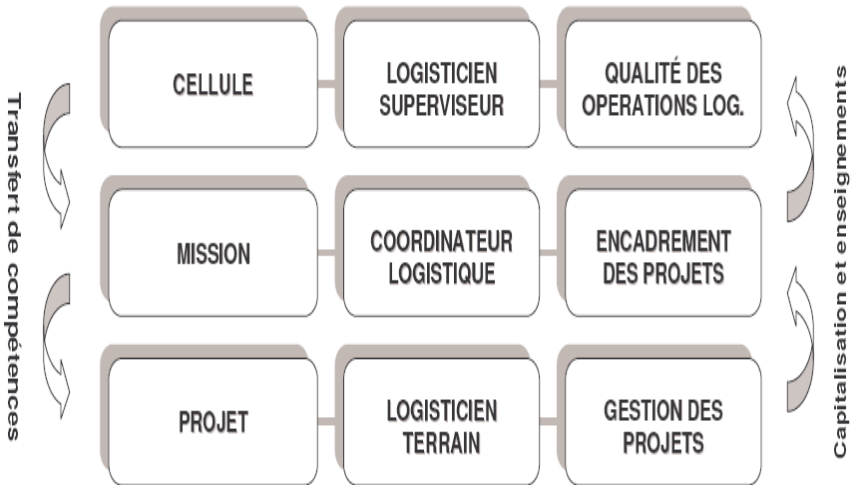 Transfert de compétences
CELLULE
LOGISTICIEN
SUPERVISEUR
QUALITÉ DES
OPERATIONS LOG.
MISSION
COORDINATEUR
LOGISTIQUE
ENCADREMENT
DES PROJETS
PROJET
LOGISTICIEN
TERRAIN
GESTION DES
PROJETS
Capitalisation et enseignements